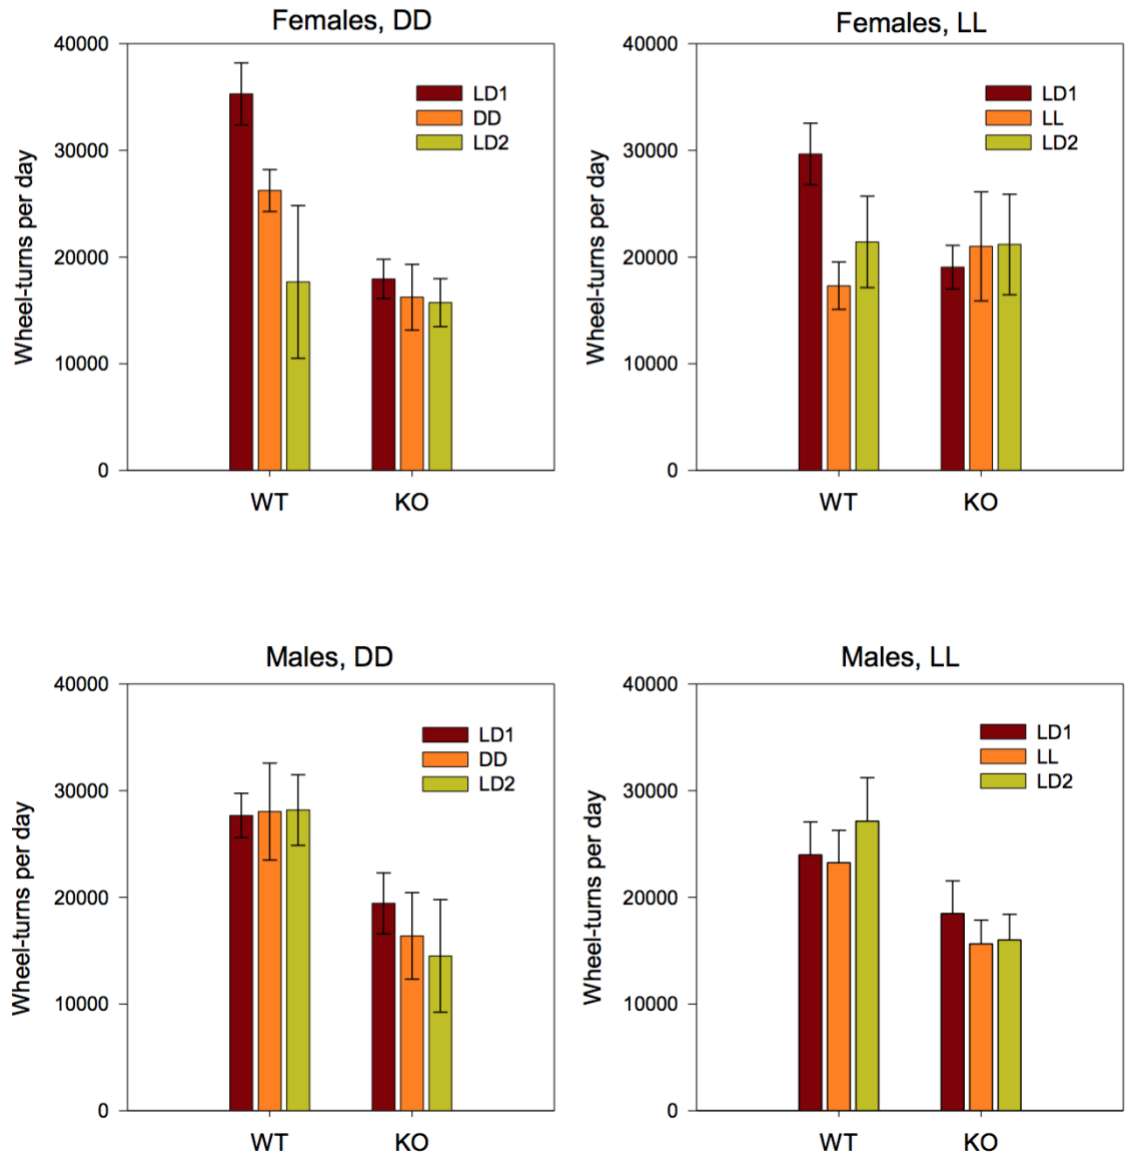 Females, DD
40000
30000
20000
10000
0
Wheel-turns per day
LD1
DD
LD2
WT
KO
Females, LL
40000
30000
20000
10000
0
Wheel-turns per day
LD1
LL
LD2
WT
KO
Males, DD
40000
30000
20000
10000
0
Wheel-turns per day
LD1
DD
LD2
WT
KO
Males, LL
40000
30000
20000
10000
0
Wheel-turns per day
LD1
LL
LD2
WT
KO